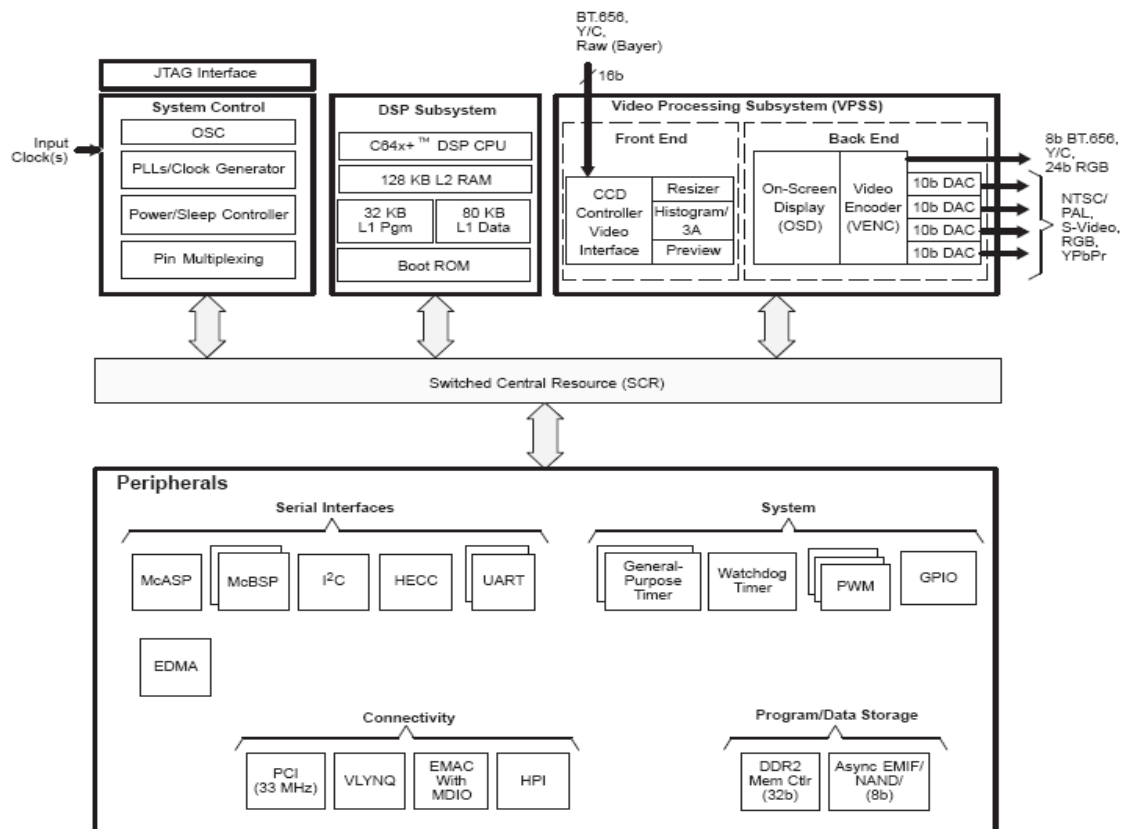 BT.656,
Y/C,
Raw (Bayer)
16b
JTAG Interface
System Control
OSC
PLLs/Clock Generator
Power/Sleep Controller
Pin Multiplexing
Input
Clock(s)
DSP Subsystem
C64x+™ DSP CPU
128 KB L2 RAM
32 KB
L1 Pgm
80 KB
L1 Data
Boot ROM
Video Processing Subsystem (VPSS)
Front End
CCD
Controller
Video
Interface
Resizer
Histogram/
3A
Preview
Back End
On-Screen
Display
(OSD)
Video
Encoder
(VENC)
10b DAC
10b DAC
10b DAC
10b DAC
8b BT.656,
Y/C,
24b RGB
NTSC/
PAL,
S-Video,
RGB,
YPbPr
Switched Central Resource (SCR)
Peripherals
Serial Interfaces
McASP
McBSP
I²C
HECC
UART
System
General-
Purpose
Timer
Watchdog
Timer
PWM
GPIO
EDMA
Connectivity
PCI
(33 MHz)
VLYNQ
EMAC
With
MDIO
HPI
Program/Data Storage
DDR2
Mem Ctlr
(32b)
Async EMIF/
NAND/
(8b)